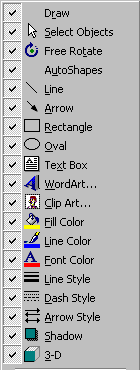 Draw
Select Objects
Free Rotate
AutoShapes
Line
Arrow
Rectangle
Oval
Text Box
WordArt...
Clip Art...
Fill Color
Line Color
Font Color
Line Style
Dash Style
Arrow Style
Shadow
3-D